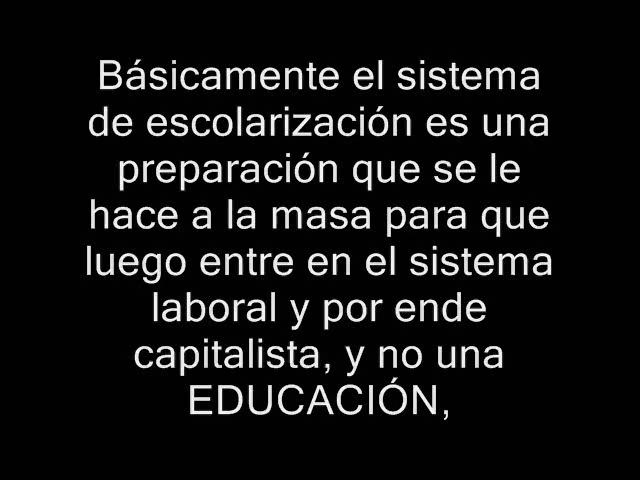 Básicamente el sistema
de escolarización es una
preparación que se le
hace a la masa para que
luego entre en el sistema
laboral y por ende
capitalista, y no una
EDUCACIÓN,